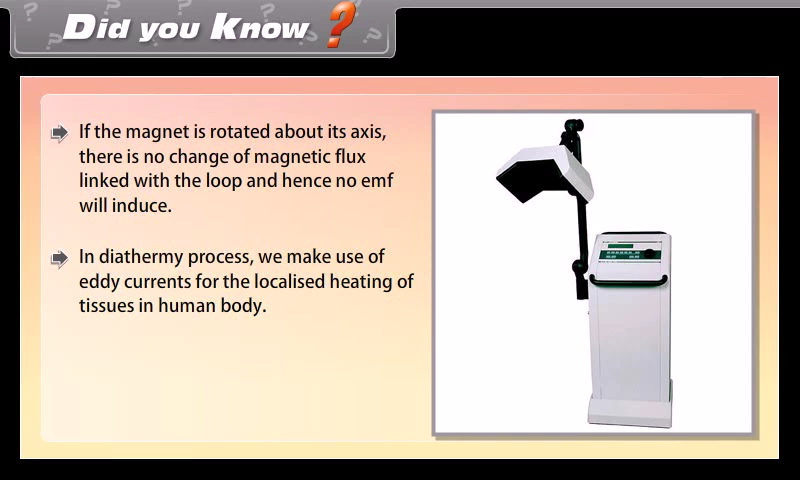 Did you Know ?
If the magnet is rotated about its axis,
there is no change of magnetic flux
linked with the loop and hence no emf
will induce.
In diathermy process, we make use of
eddy currents for the localised heating of
tissues in human body.